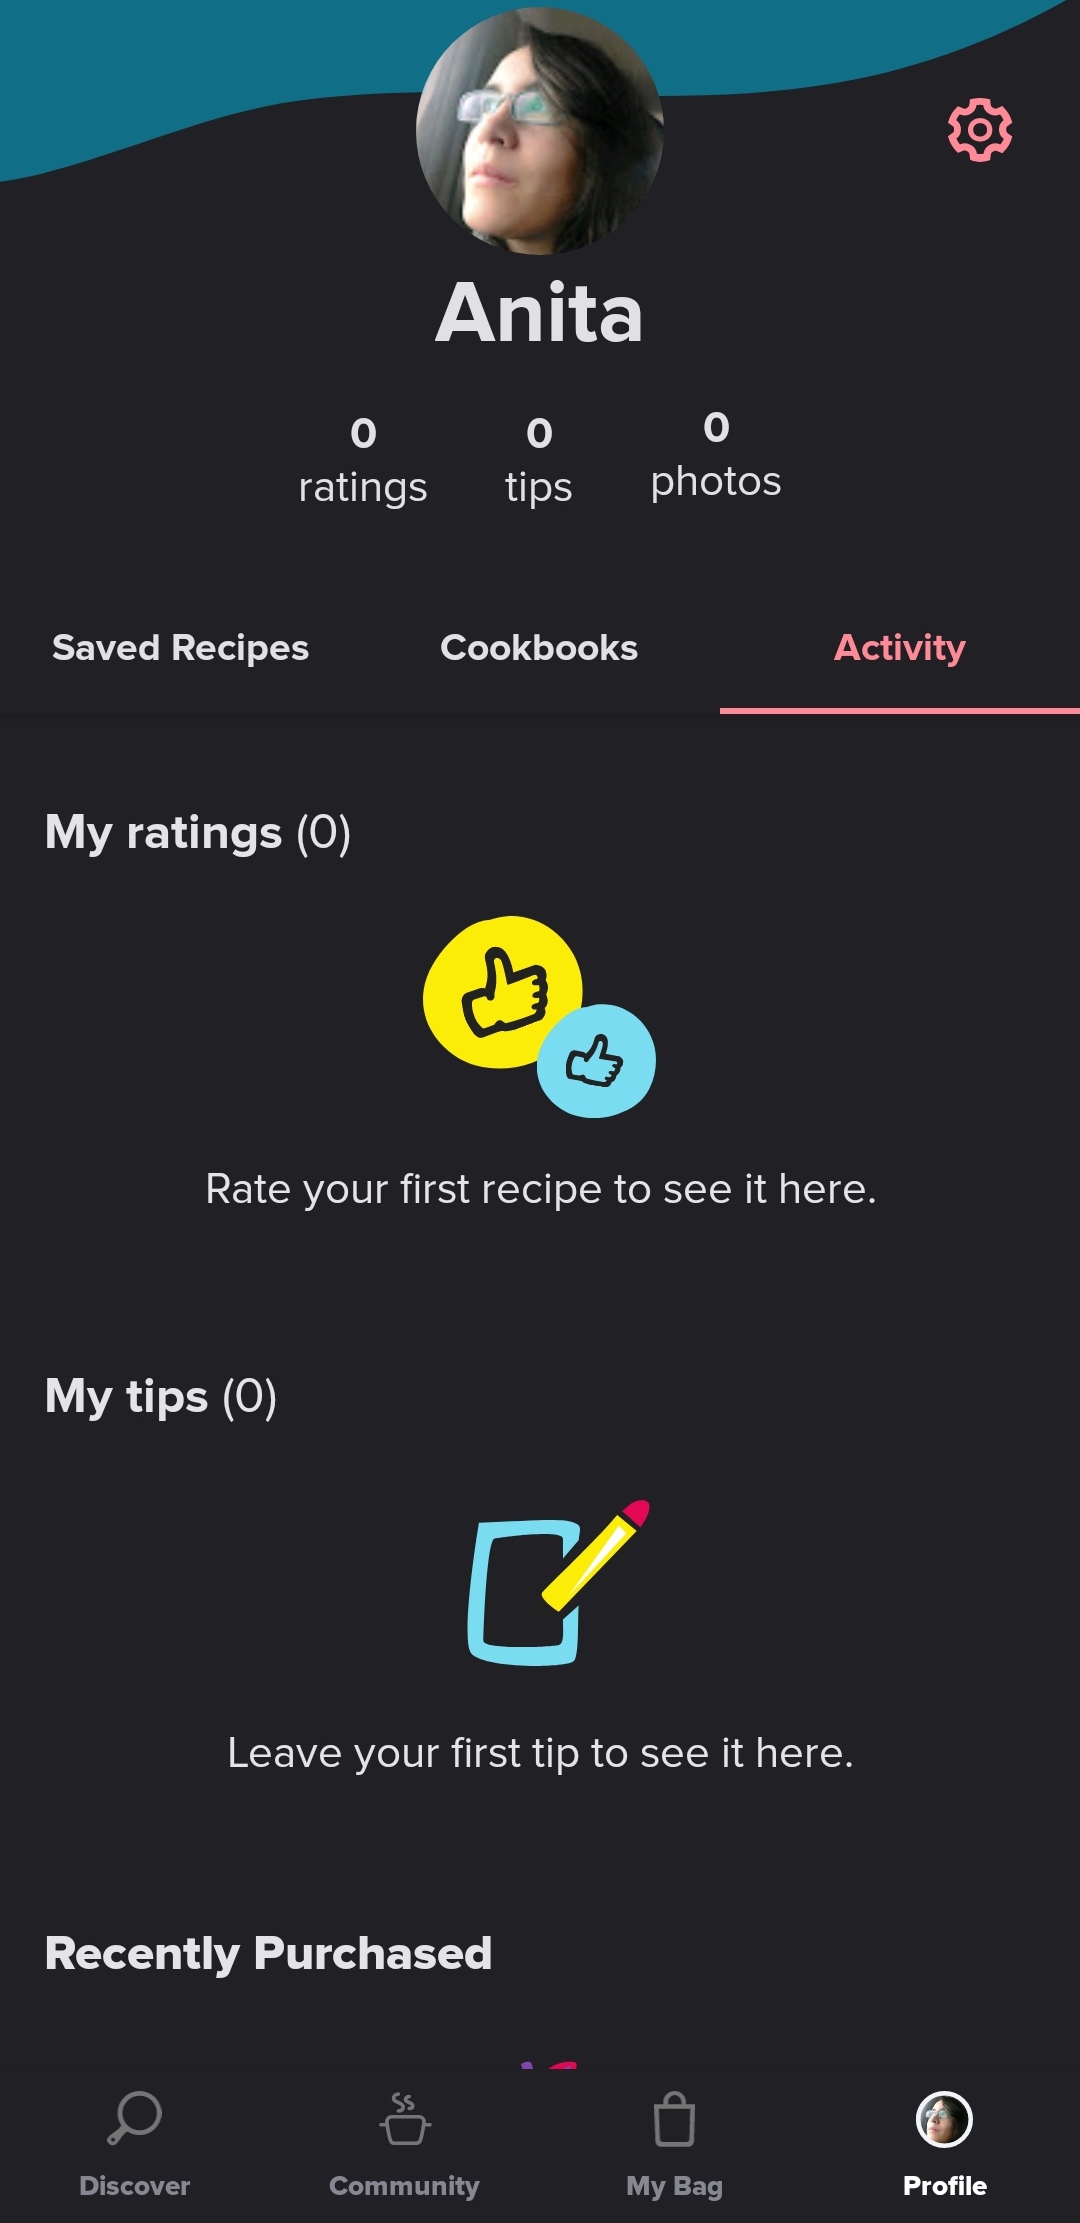 Anita
0 0 0
ratings tips photos
Saved Recipes Cookbooks Activity
My ratings (0)
Rate your first recipe to see it here.
My tips (0)
Leave your first tip to see it here.
Recently Purchased
Discover Community My Bag Profile